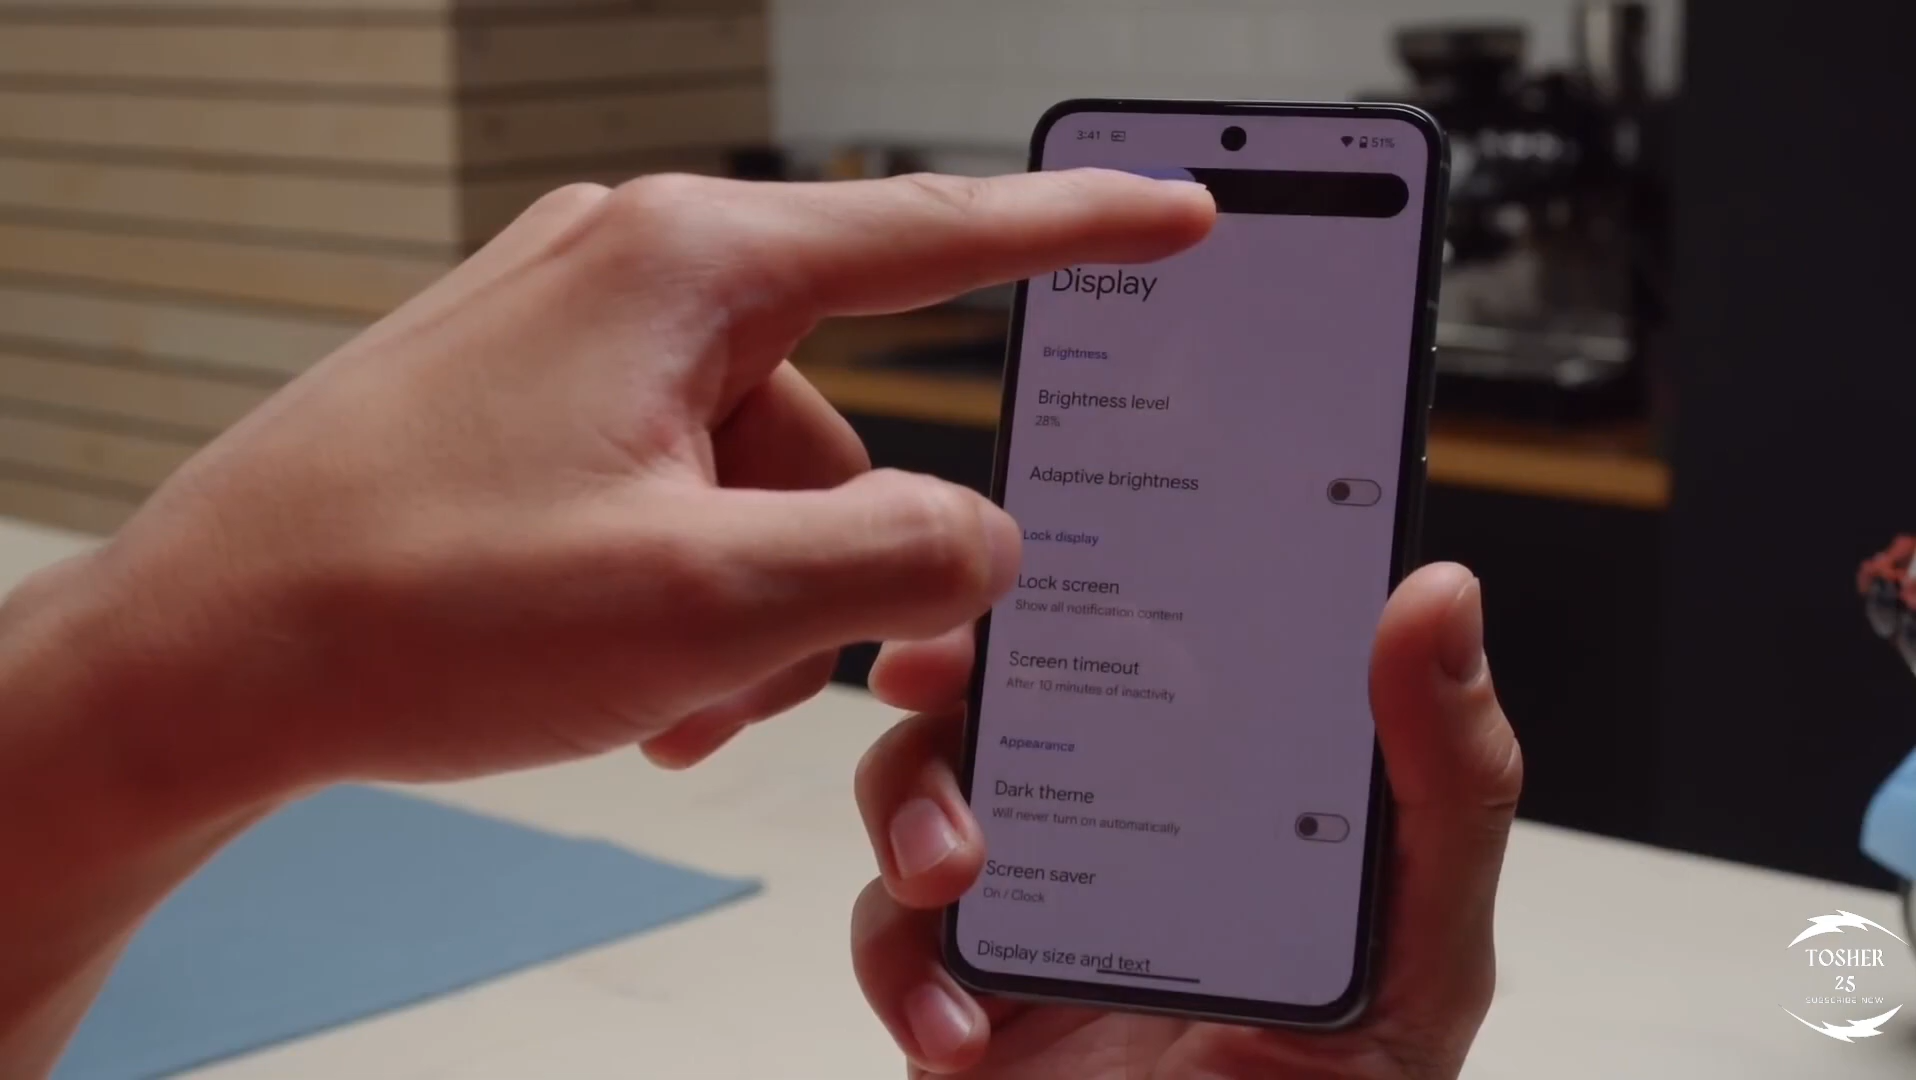 3:41
51%
Display
Brightness
Brightness level
28%
Adaptive brightness
Lock display
Lock screen
Show all notification content
Screen timeout
After 10 minutes of inactivity
Appearance
Dark theme
Will never turn on automatically
Screen saver
On / Clock
Display size and text
TOSHER
25
SUBSCRIBE NOW